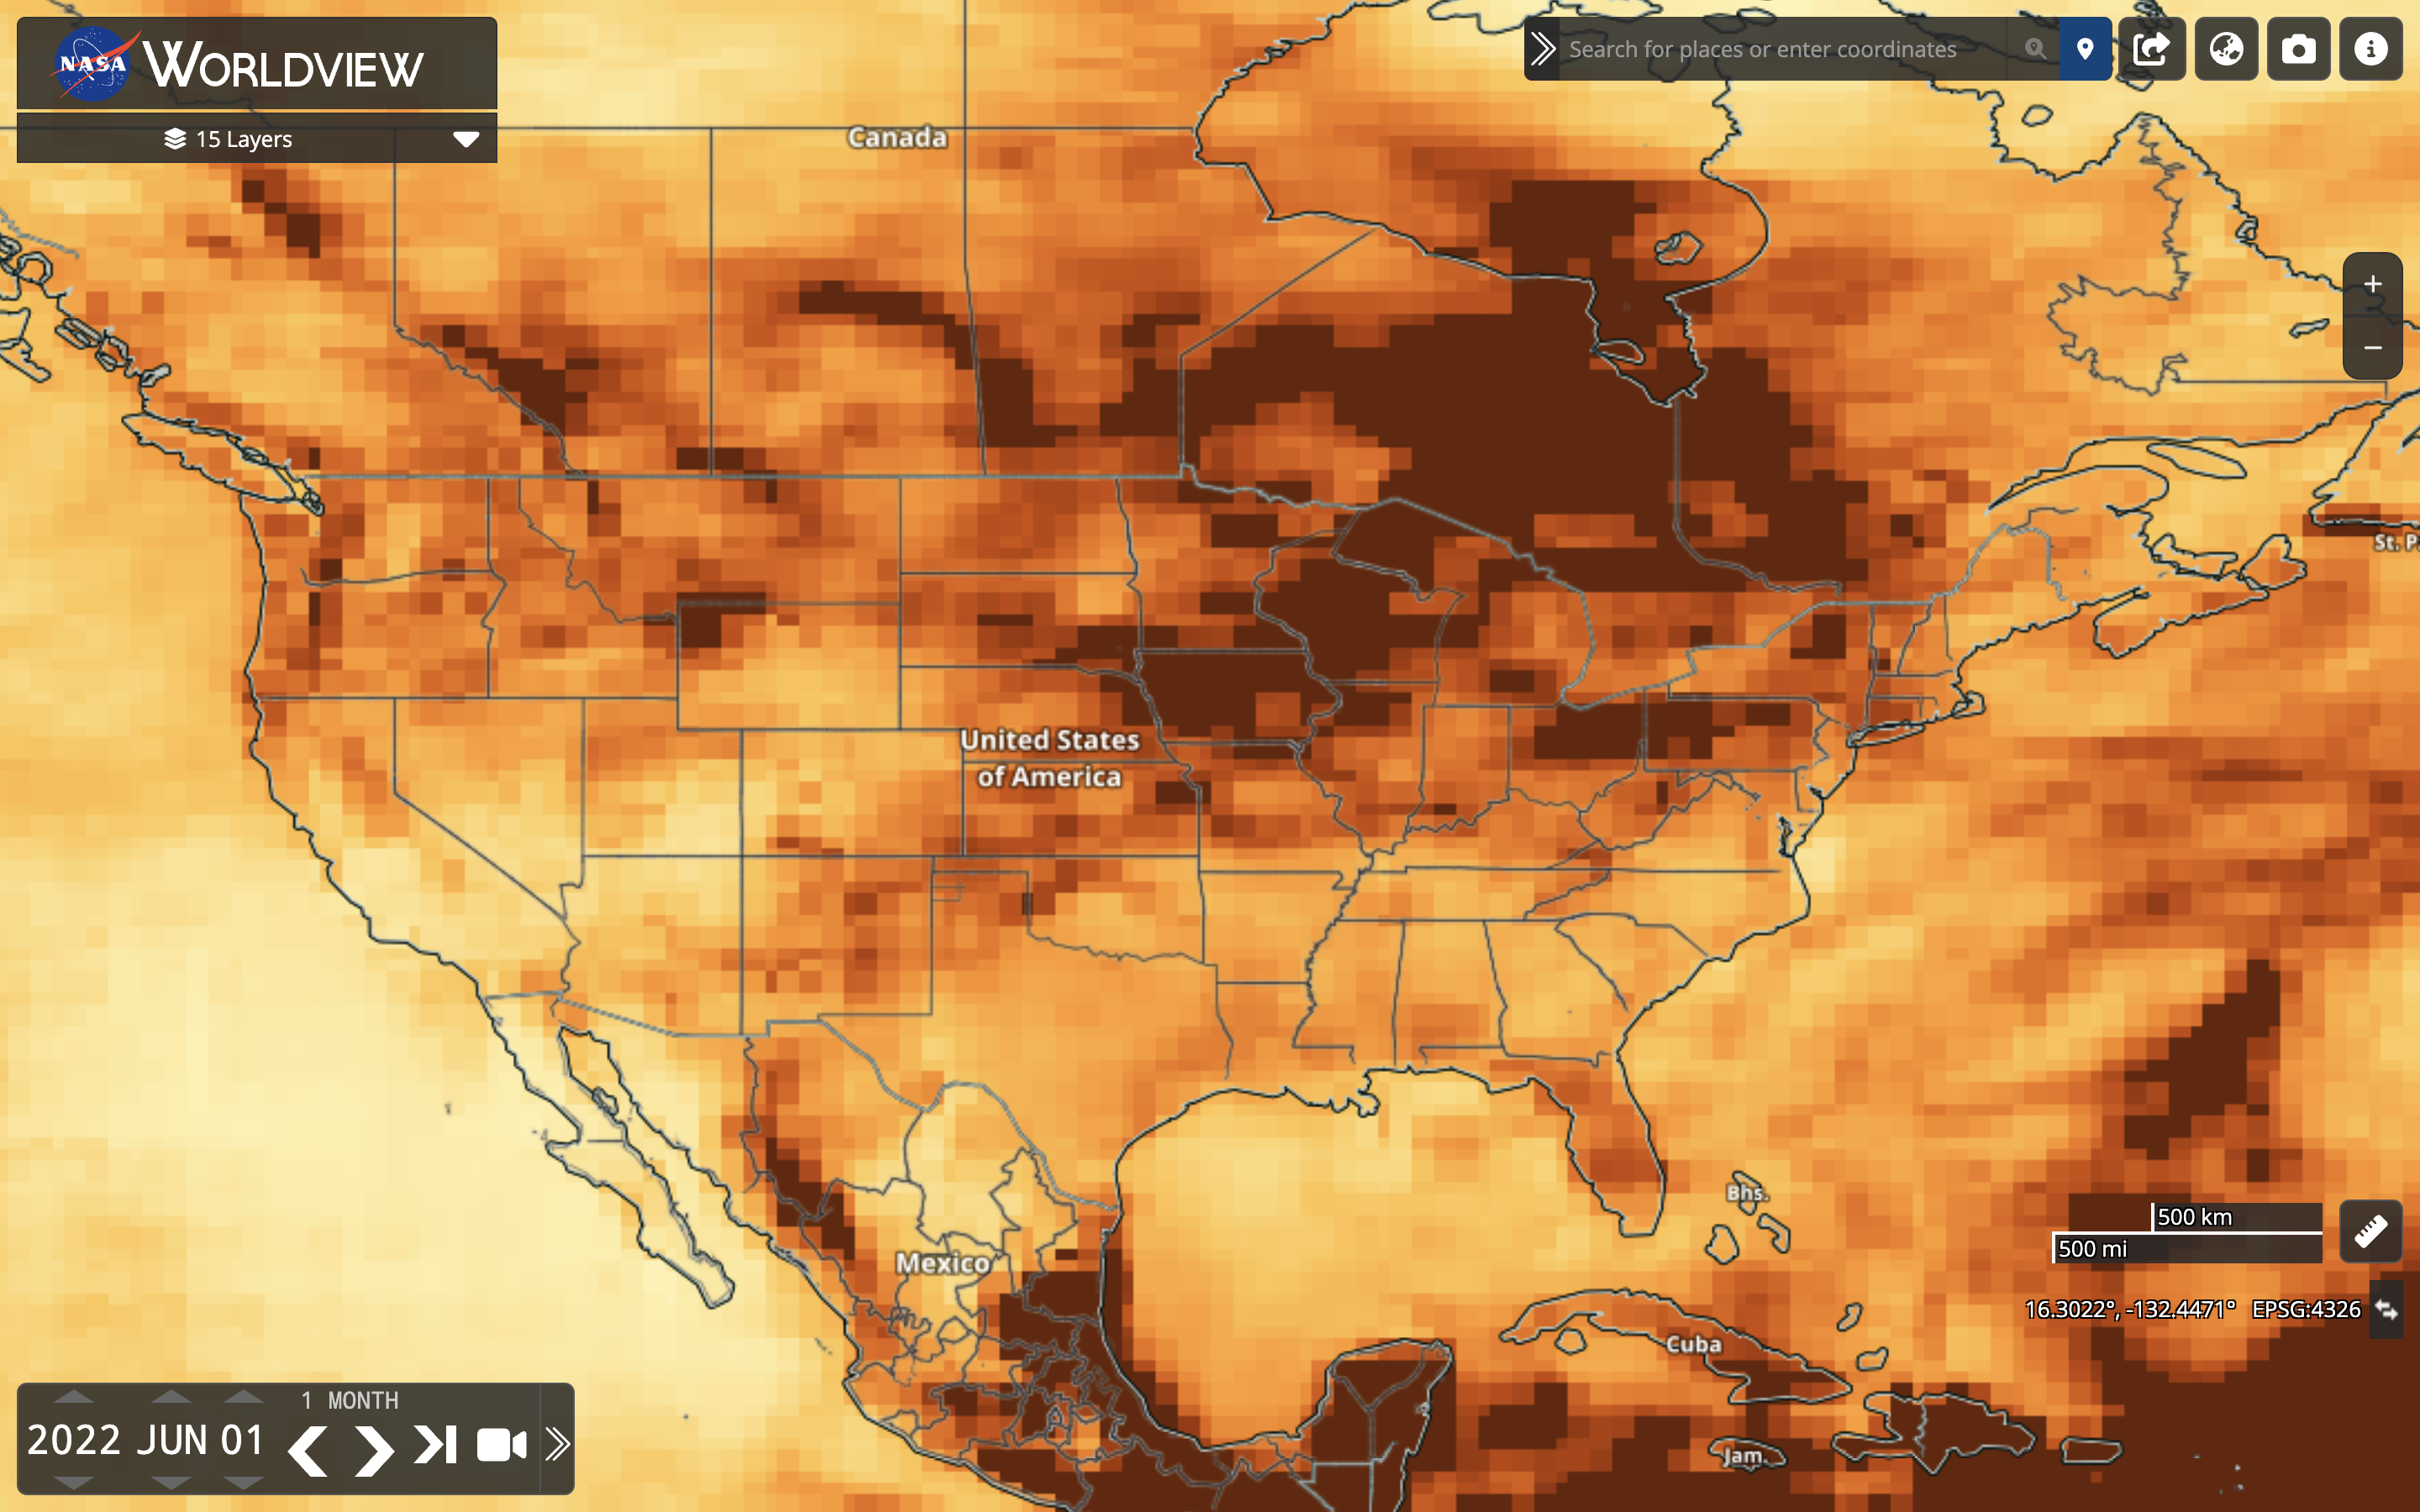 NASA WORLDVIEW
15 Layers
Search for places or enter coordinates
Canada
St. P.
United States
of America
Bhs.
500 km
500 mi
Mexico
16.3022°, -132.4471° EPSG:4326
Cuba
Jam.
1 MONTH
2022 JUN 01